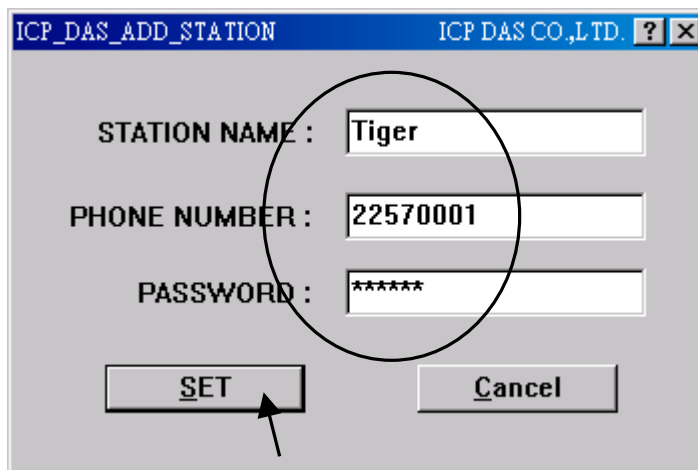 ICP_DAS_ADD_STATION ICP DAS CO.,LTD. ? ×
STATION NAME : Tiger
PHONE NUMBER : 22570001
PASSWORD : ******
SET Cancel